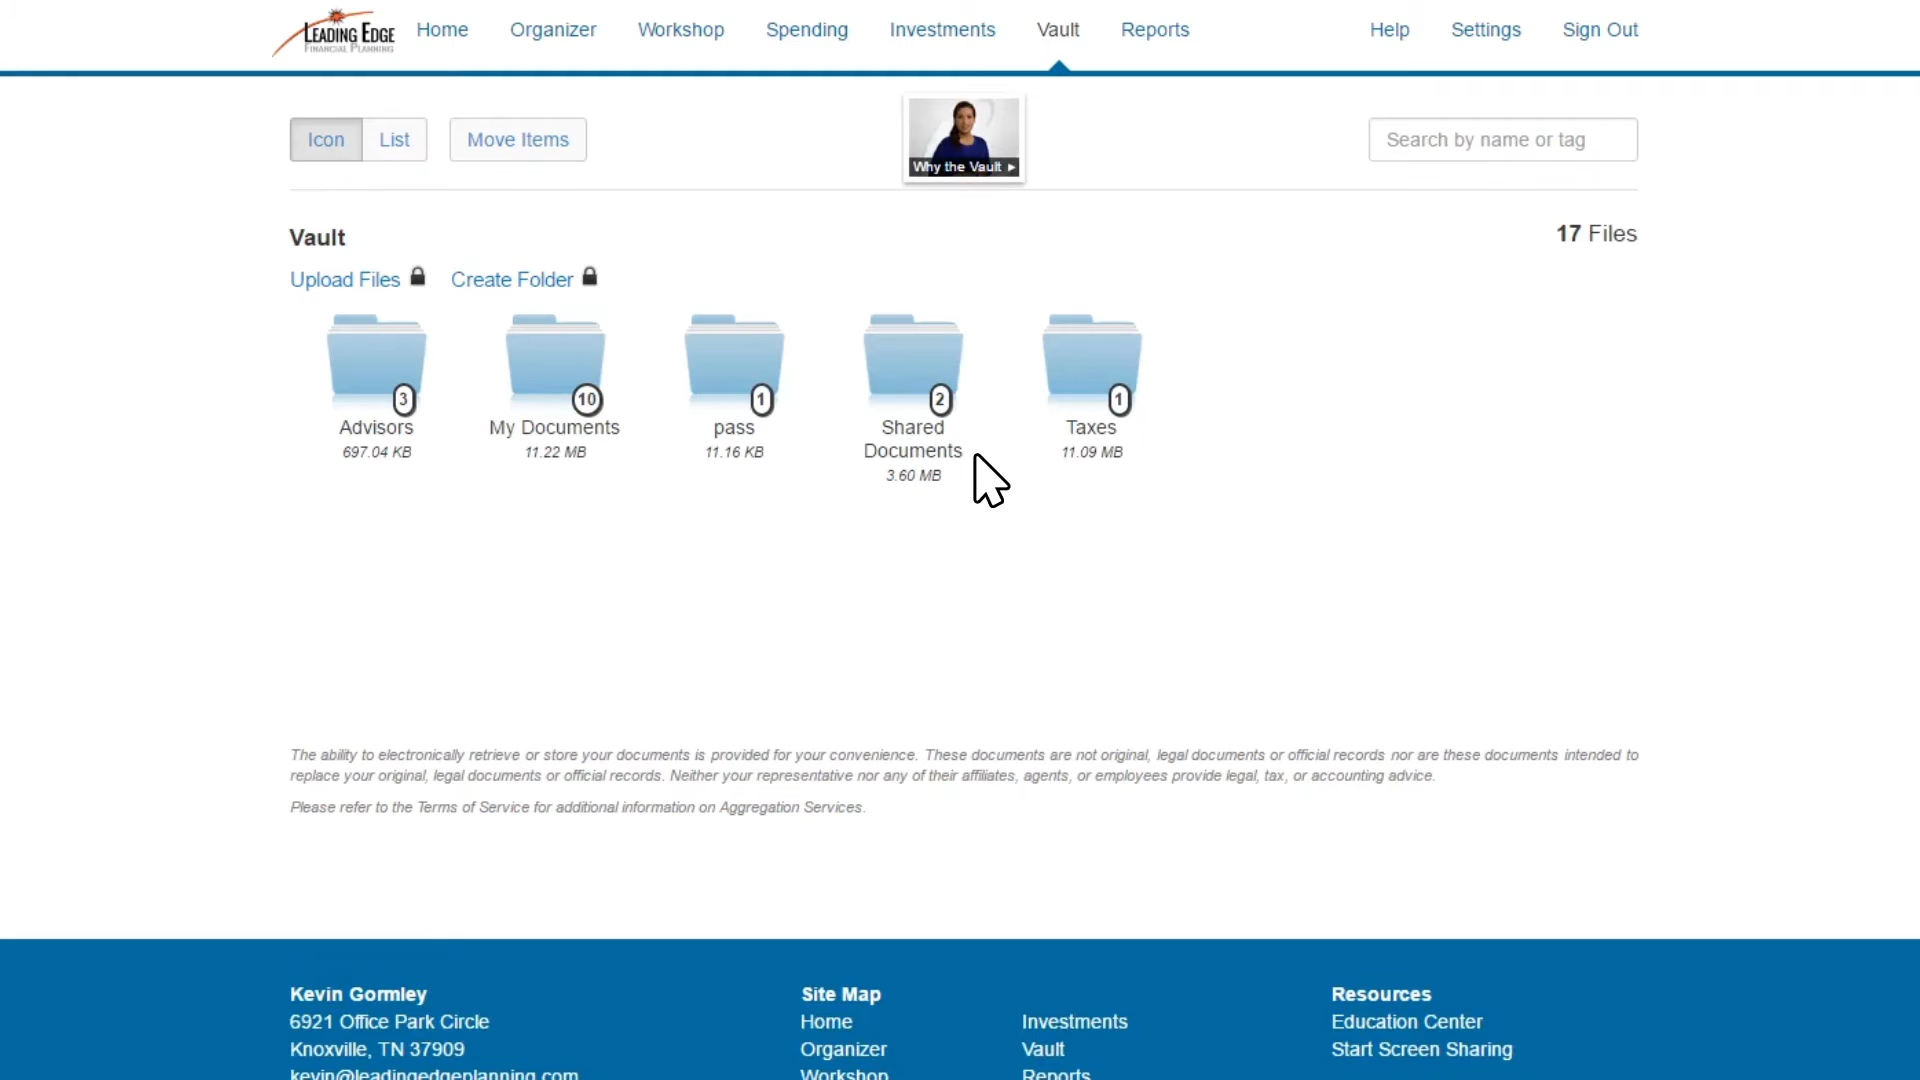 LEADING EDGE
FINANCIAL PLANNING
Home Organizer Workshop Spending Investments Vault Reports Help Settings Sign Out
Icon List Move Items
Why the Vault ▸
Search by name or tag
Vault
17 Files
Upload Files Create Folder
3 10 1 2 1
Advisors My Documents pass Shared Documents Taxes
697.04 KB 11.22 MB 11.16 KB 3.60 MB 11.09 MB
The ability to electronically retrieve or store your documents is provided for your convenience. These documents are not original, legal documents or official records nor are these documents intended to
replace your original, legal documents or official records. Neither your representative nor any of their affiliates, agents, or employees provide legal, tax, or accounting advice.
Please refer to the Terms of Service for additional information on Aggregation Services.
Kevin Gormley
6921 Office Park Circle
Knoxville, TN 37909
kevin@leadingedgeplanning.com
Site Map
Home
Organizer
Workshop
Investments
Vault
Reports
Resources
Education Center
Start Screen Sharing